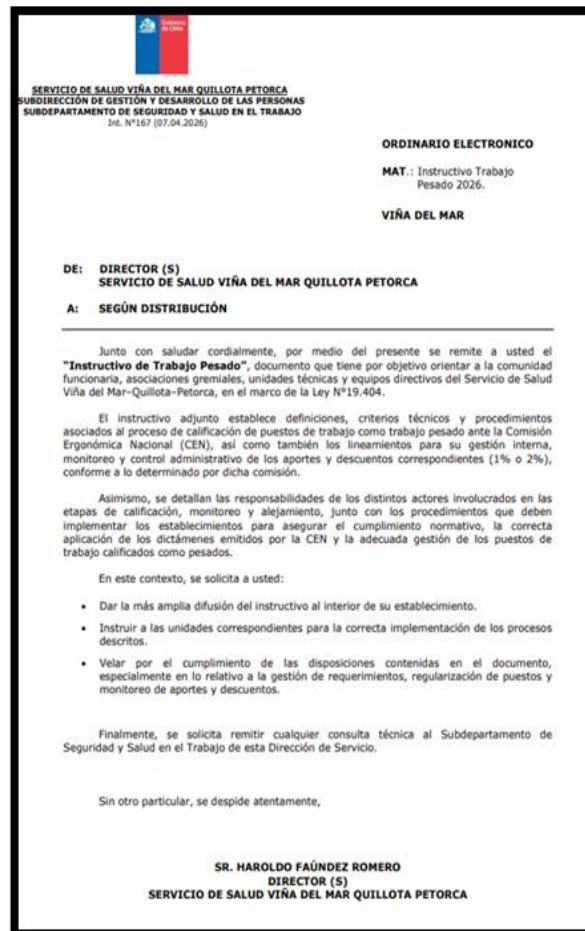 Gobierno
de Chile
SERVICIO DE SALUD VIÑA DEL MAR QUILLOTA PETORCA
SUBDIRECCIÓN DE GESTIÓN Y DESARROLLO DE LAS PERSONAS
SUBDEPARTAMENTO DE SEGURIDAD Y SALUD EN EL TRABAJO
Int. N°167 (07.04.2026)
ORDINARIO ELECTRONICO
MAT.: Instructivo Trabajo
Pesado 2026.
VIÑA DEL MAR
DE: DIRECTOR (S)
SERVICIO DE SALUD VIÑA DEL MAR QUILLOTA PETORCA
A: SEGÚN DISTRIBUCIÓN
Junto con saludar cordialmente, por medio del presente se remite a usted el
"Instructivo de Trabajo Pesado", documento que tiene por objetivo orientar a la comunidad
funcionaria, asociaciones gremiales, unidades técnicas y equipos directivos del Servicio de Salud
Viña del Mar–Quillota–Petorca, en el marco de la Ley N°19.404.
El instructivo adjunto establece definiciones, criterios técnicos y procedimientos
asociados al proceso de calificación de puestos de trabajo como trabajo pesado ante la Comisión
Ergonómica Nacional (CEN), así como también los lineamientos para su gestión interna,
monitoreo y control administrativo de los aportes y descuentos correspondientes (1% o 2%),
conforme a lo determinado por dicha comisión.
Asimismo, se detallan las responsabilidades de los distintos actores involucrados en las
etapas de calificación, monitoreo y alejamiento, junto con los procedimientos que deben
implementar los establecimientos para asegurar el cumplimiento normativo, la correcta
aplicación de los dictámenes emitidos por la CEN y la adecuada gestión de los puestos de
trabajo calificados como pesados.
En este contexto, se solicita a usted:
• Dar la más amplia difusión del instructivo al interior de su establecimiento.
• Instruir a las unidades correspondientes para la correcta implementación de los procesos
descritos.
• Velar por el cumplimiento de las disposiciones contenidas en el documento,
especialmente en lo relativo a la gestión de requerimientos, regularización de puestos y
monitoreo de aportes y descuentos.
Finalmente, se solicita remitir cualquier consulta técnica al Subdepartamento de
Seguridad y Salud en el Trabajo de esta Dirección de Servicio.
Sin otro particular, se despide atentamente,
SR. HAROLDO FAÚNDEZ ROMERO
DIRECTOR (S)
SERVICIO DE SALUD VIÑA DEL MAR QUILLOTA PETORCA